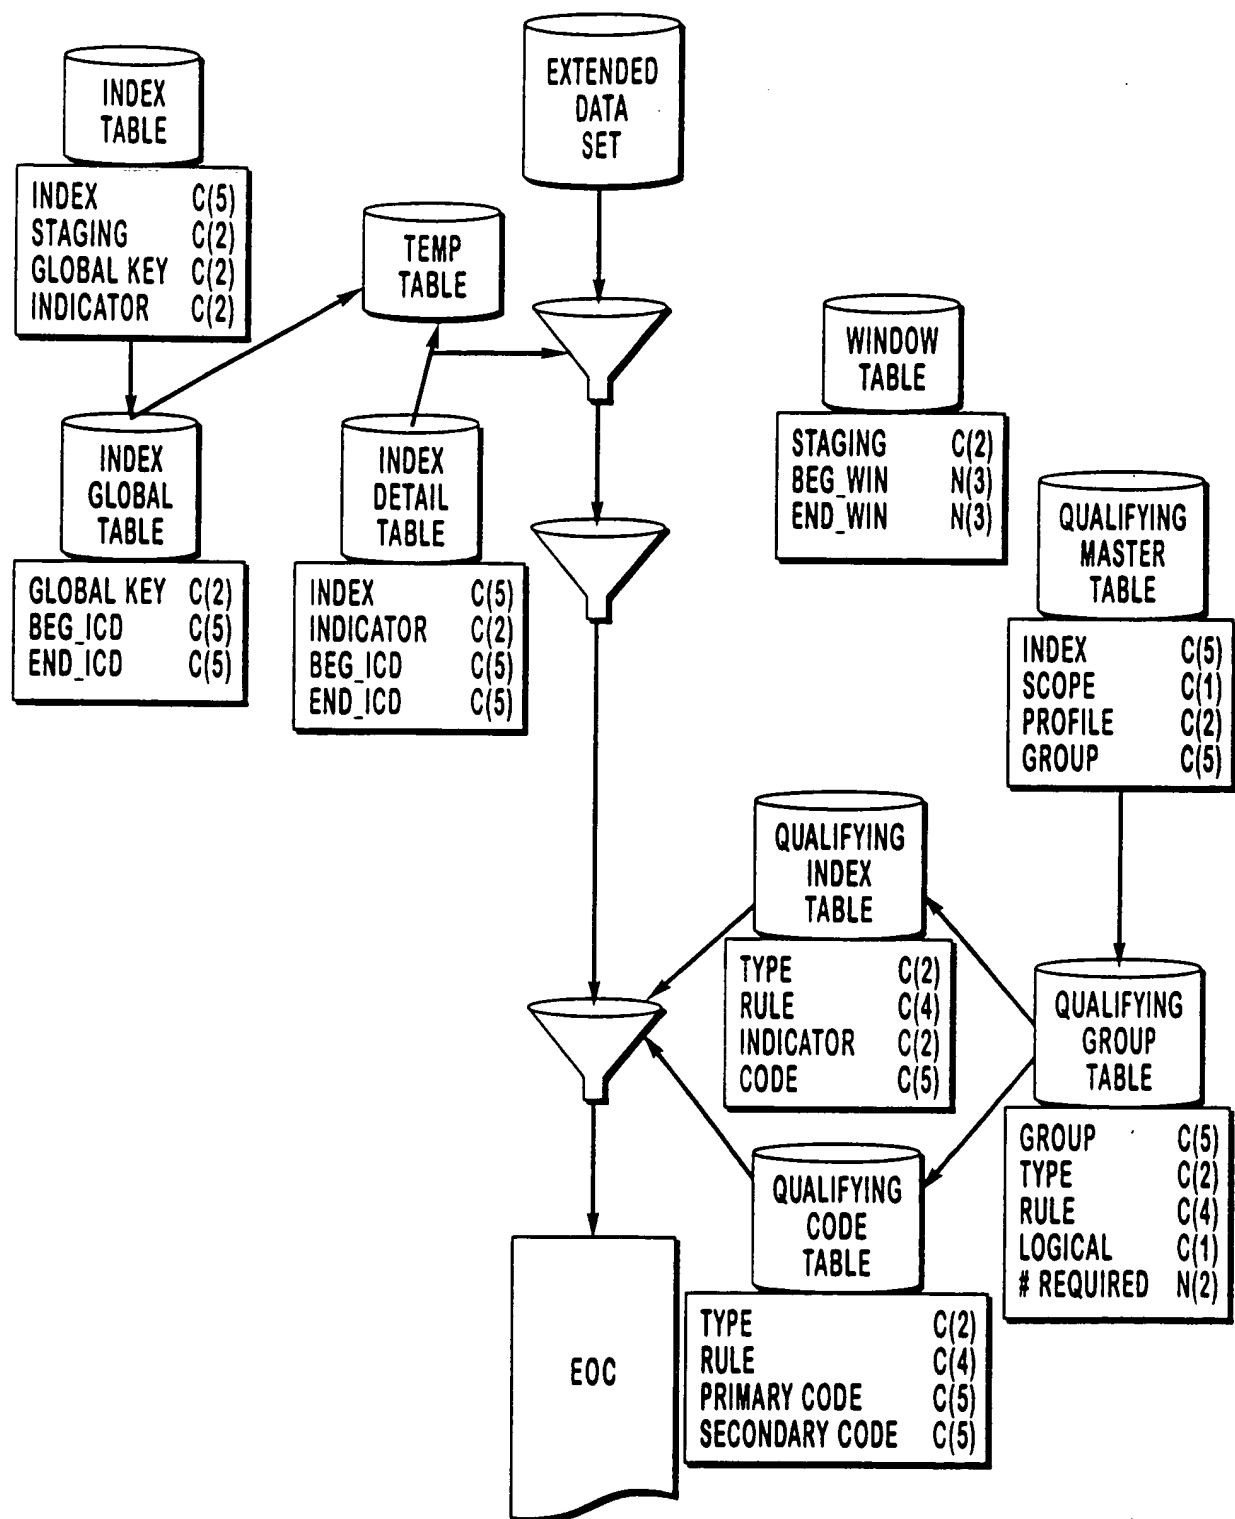 INDEX
TABLE
INDEX C(5)
STAGING C(2)
GLOBAL KEY C(2)
INDICATOR C(2)
EXTENDED
DATA
SET
TEMP
TABLE
INDEX
GLOBAL
TABLE
GLOBAL KEY C(2)
BEG_ICD C(5)
END_ICD C(5)
INDEX
DETAIL
TABLE
INDEX C(5)
INDICATOR C(2)
BEG_ICD C(5)
END_ICD C(5)
WINDOW
TABLE
STAGING C(2)
BEG_WIN N(3)
END_WIN N(3)
QUALIFYING
MASTER
TABLE
INDEX C(5)
SCOPE C(1)
PROFILE C(2)
GROUP C(5)
QUALIFYING
INDEX
TABLE
TYPE C(2)
RULE C(4)
INDICATOR C(2)
CODE C(5)
QUALIFYING
GROUP
TABLE
GROUP C(5)
TYPE C(2)
RULE C(4)
LOGICAL C(1)
# REQUIRED N(2)
QUALIFYING
CODE
TABLE
TYPE C(2)
RULE C(4)
PRIMARY CODE C(5)
SECONDARY CODE C(5)
EOC